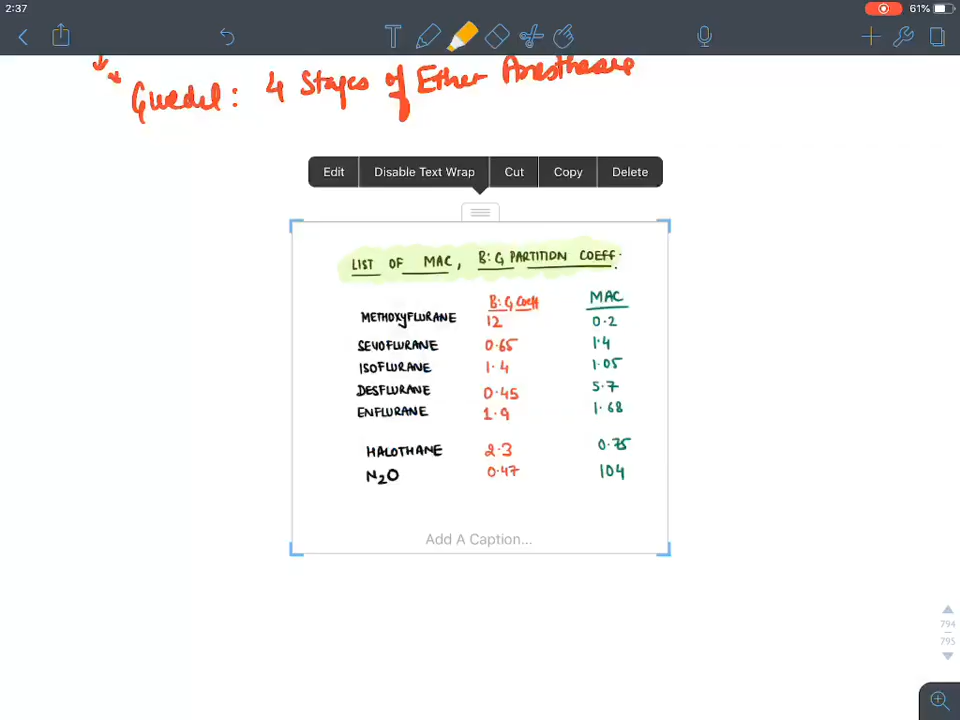 2:37
61%
T
Guedel: 4 Stages of Ether Anesthesia
Edit Disable Text Wrap Cut Copy Delete
LIST OF MAC, B:G PARTITION COEFF.
B:G Coeff MAC
METHOXYFLURANE 12 0.2
SEVOFLURANE 0.65 1.4
ISOFLURANE 1.4 1.05
DESFLURANE 0.45 5.7
ENFLURANE 1.9 1.68
HALOTHANE 2.3 0.75
N2O 0.47 104
Add A Caption...
794
795